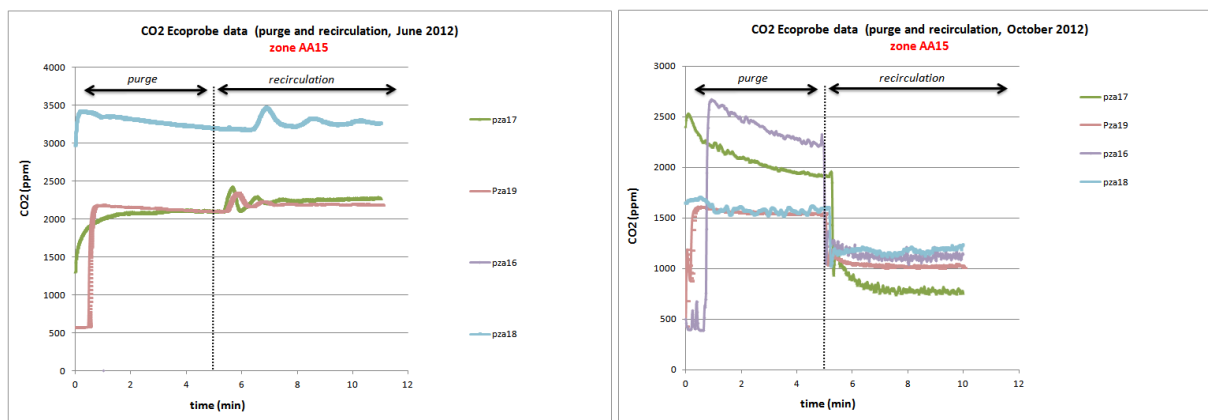 CO2 Ecoprobe data (purge and recirculation, June 2012)
zone AA15
4000
3500
3000
2500
2000
1500
1000
500
0
CO2 (ppm)
purge
recirculation
0 2 4 6 8 10 12
time (min)
pza17
Pza19
pza16
pza18
CO2 Ecoprobe data (purge and recirculation, October 2012)
zone AA15
3000
2500
2000
1500
1000
500
0
CO2 (ppm)
purge
recirculation
0 2 4 6 8 10 12
time (min)
pza17
Pza19
pza16
pza18